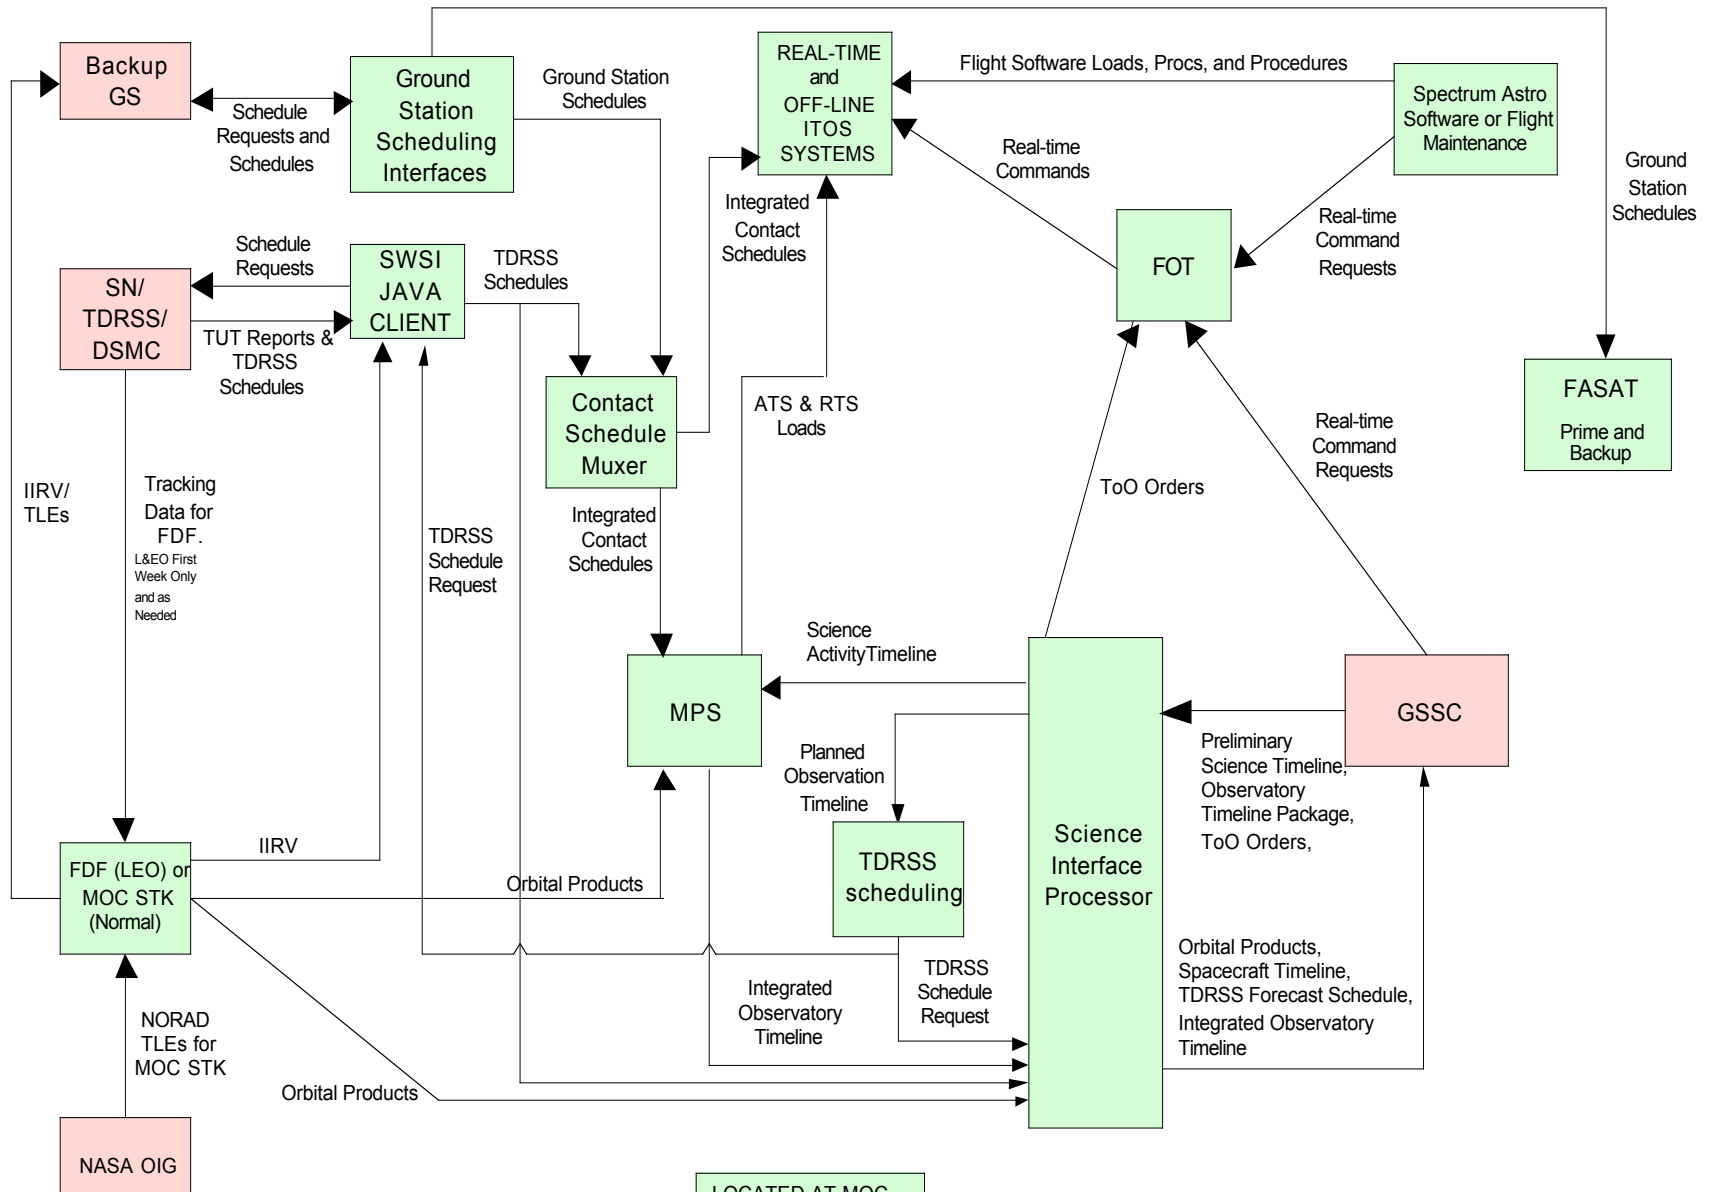 Backup
GS
Schedule
Requests and
Schedules
Ground
Station
Scheduling
Interfaces
Ground Station
Schedules
REAL-TIME
and
OFF-LINE
ITOS
SYSTEMS
Flight Software Loads, Procs, and Procedures
Spectrum Astro
Software or Flight
Maintenance
Real-time
Commands
Ground
Station
Schedules
Integrated
Contact
Schedules
Real-time
Command
Requests
FOT
Schedule
Requests
SWSI
JAVA
CLIENT
TDRSS
Schedules
SN/
TDRSS/
DSMC
TUT Reports &
TDRSS
Schedules
Contact
Schedule
Muxer
ATS & RTS
Loads
FASAT
Prime and
Backup
Real-time
Command
Requests
ToO Orders
IIRV/
TLEs
Tracking
Data for
FDF.
L&EO First
Week Only
and as
Needed
TDRSS
Schedule
Request
Integrated
Contact
Schedules
Science
ActivityTimeline
MPS
GSSC
Planned
Observation
Timeline
Preliminary
Science Timeline,
Observatory
Timeline Package,
ToO Orders,
Science
Interface
Processor
TDRSS
scheduling
IIRV
FDF (LEO) or
MOC STK
(Normal)
Orbital Products
Orbital Products,
Spacecraft Timeline,
TDRSS Forecast Schedule,
Integrated Observatory
Timeline
TDRSS
Schedule
Request
Integrated
Observatory
Timeline
NORAD
TLEs for
MOC STK
Orbital Products
NASA OIG
LOCATED AT MOC